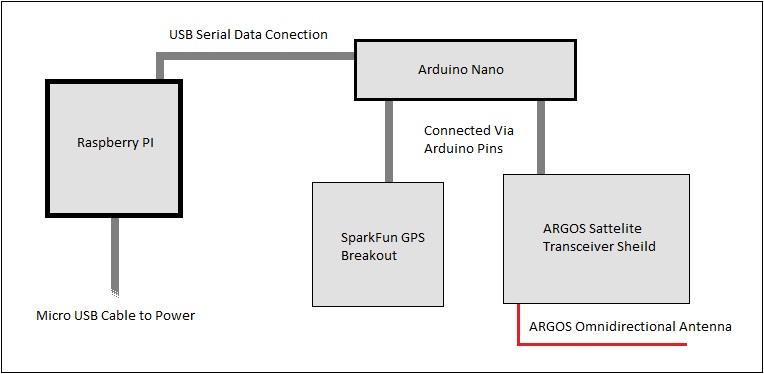 USB Serial Data Conection
Arduino Nano
Raspberry PI
Connected Via
Arduino Pins
SparkFun GPS
Breakout
ARGOS Sattelite
Transceiver Sheild
Micro USB Cable to Power
ARGOS Omnidirectional Antenna